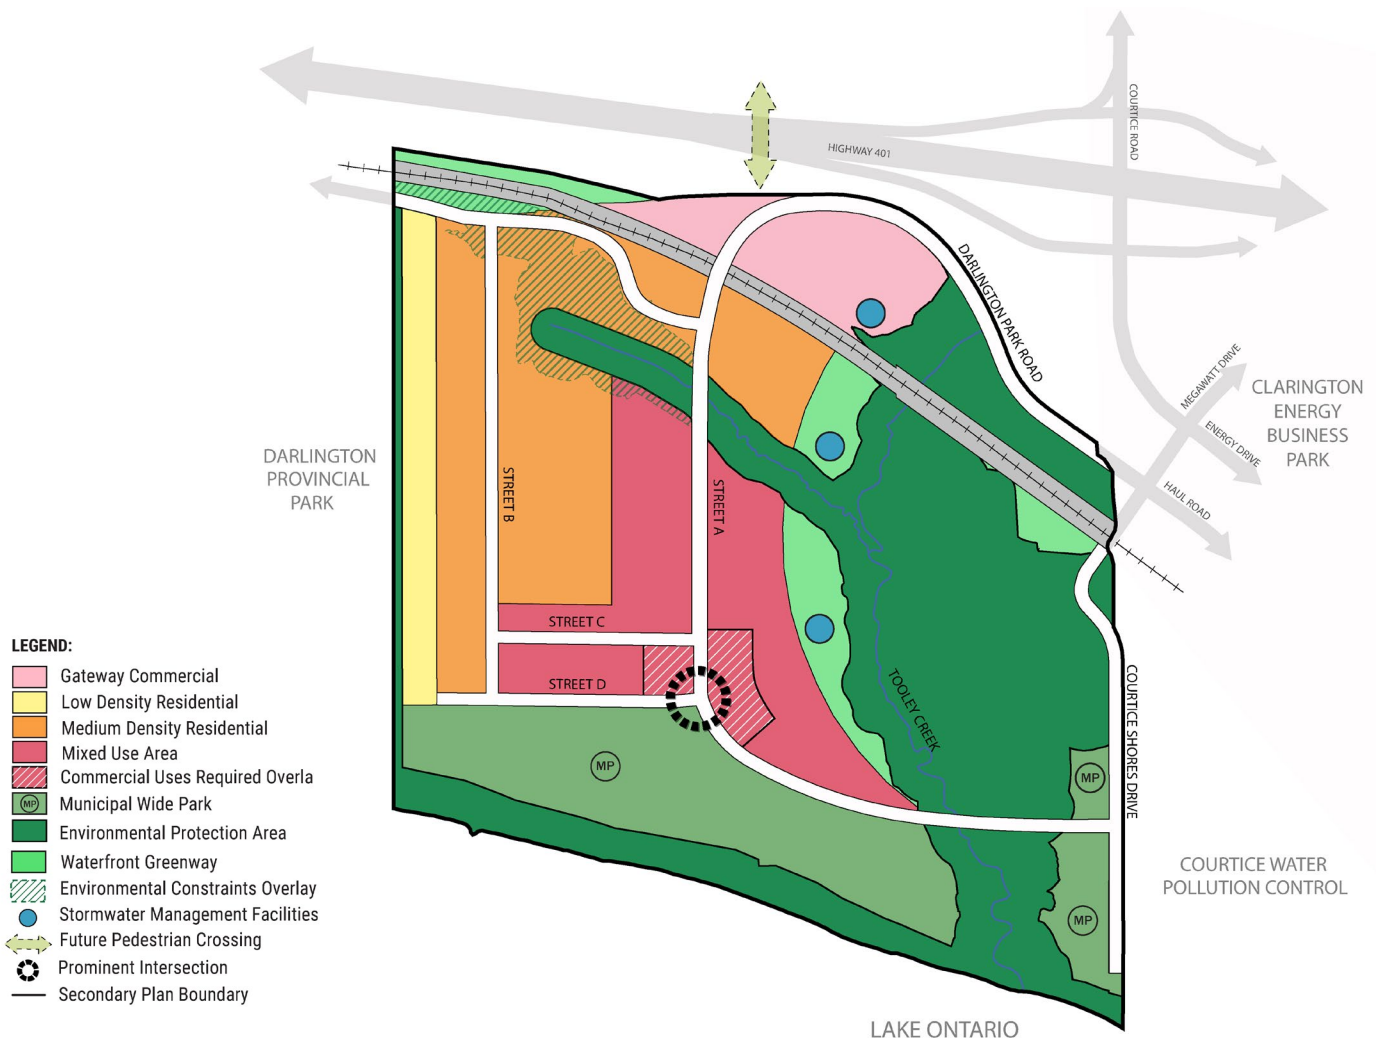 COURTICE ROAD
HIGHWAY 401
DARLINGTON PARK ROAD
MEGAWATT DRIVE
CLARINGTON
ENERGY
BUSINESS
PARK
ENERGY DRIVE
HAUL ROAD
DARLINGTON
PROVINCIAL
PARK
STREET B
STREET A
STREET C
STREET D
TOOLEY CREEK
COURTICE SHORES DRIVE
MP
MP
MP
COURTICE WATER
POLLUTION CONTROL
LAKE ONTARIO
LEGEND:
Gateway Commercial
Low Density Residential
Medium Density Residential
Mixed Use Area
Commercial Uses Required Overla
MP Municipal Wide Park
Environmental Protection Area
Waterfront Greenway
Environmental Constraints Overlay
Stormwater Management Facilities
Future Pedestrian Crossing
Prominent Intersection
Secondary Plan Boundary